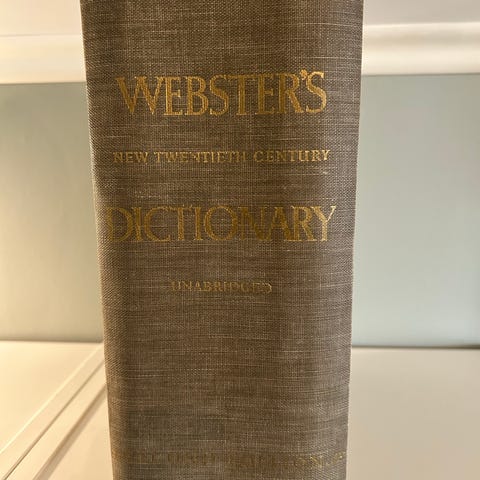 WEBSTER'S
NEW TWENTIETH CENTURY
DICTIONARY
UNABRIDGED